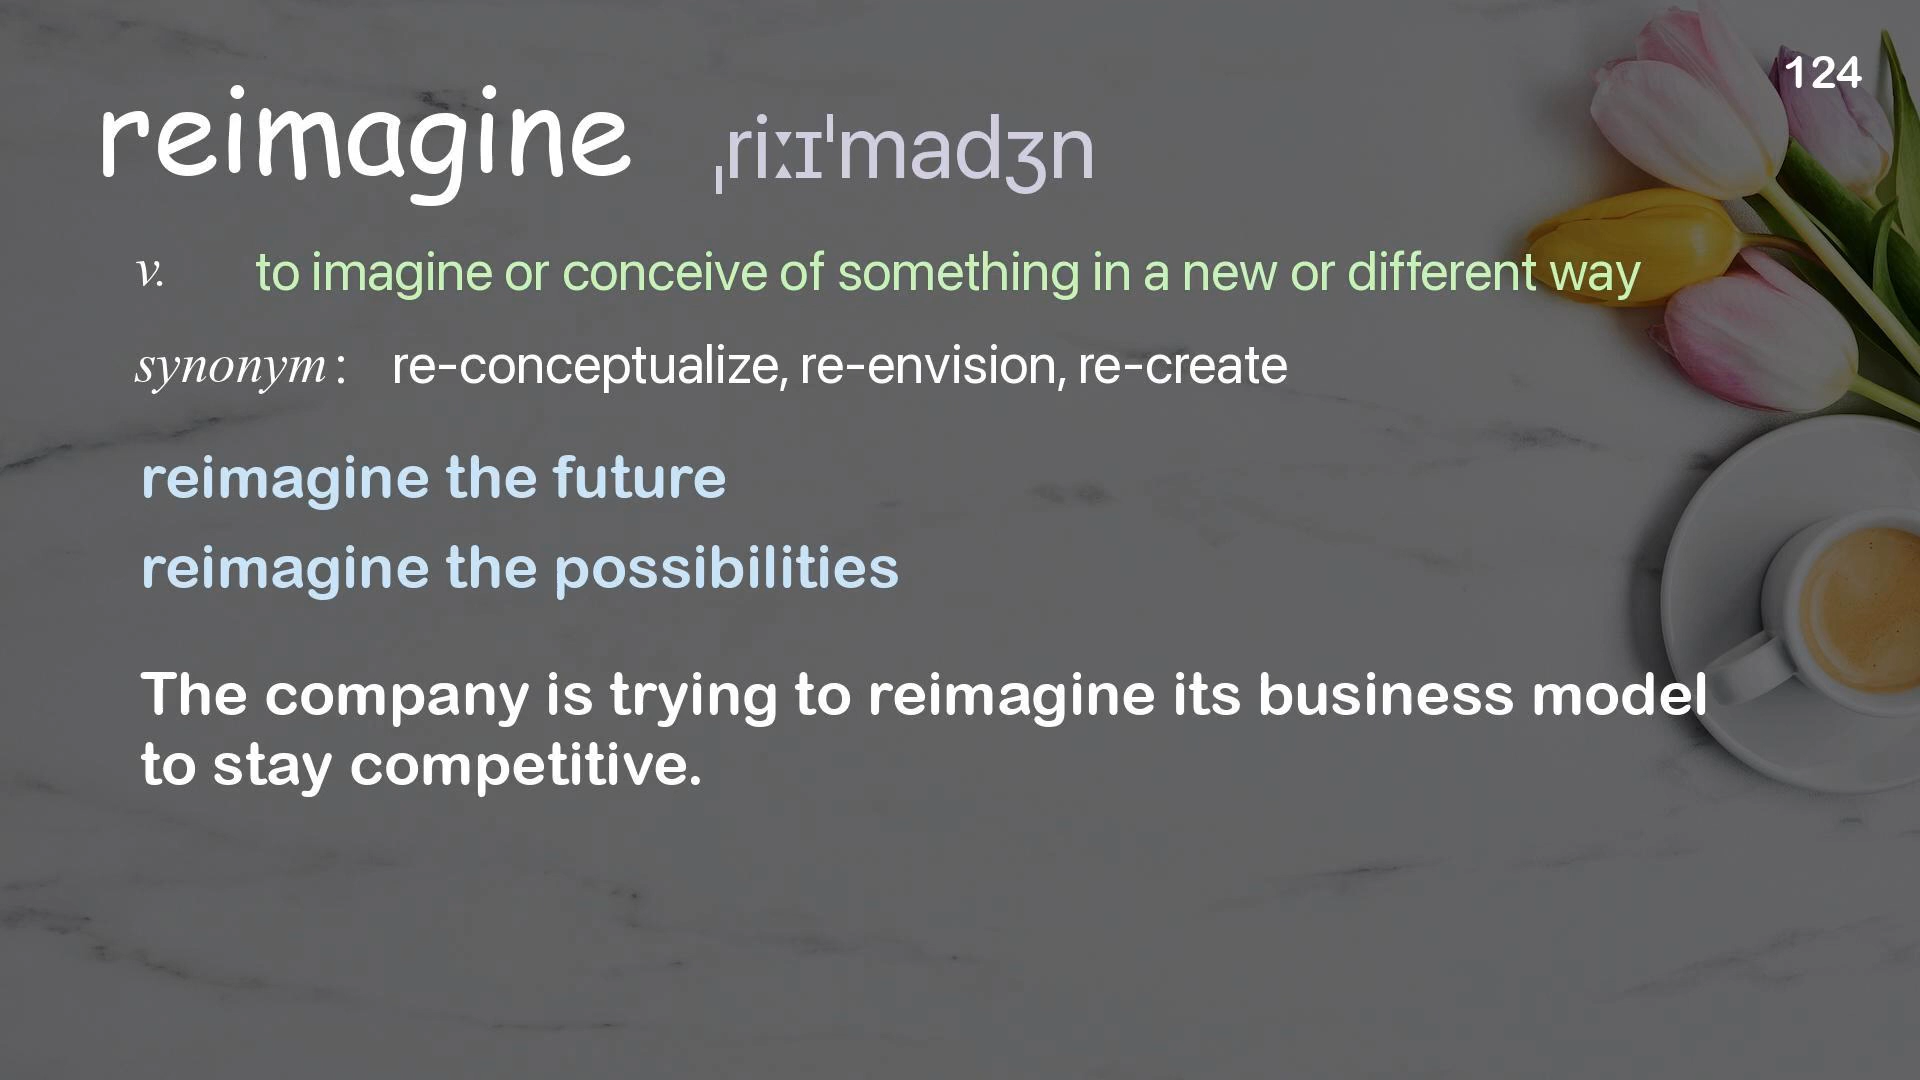 124
reimagine ˌriːɪˈmadʒn
v. to imagine or conceive of something in a new or different way
synonym : re-conceptualize, re-envision, re-create
reimagine the future
reimagine the possibilities
The company is trying to reimagine its business model
to stay competitive.